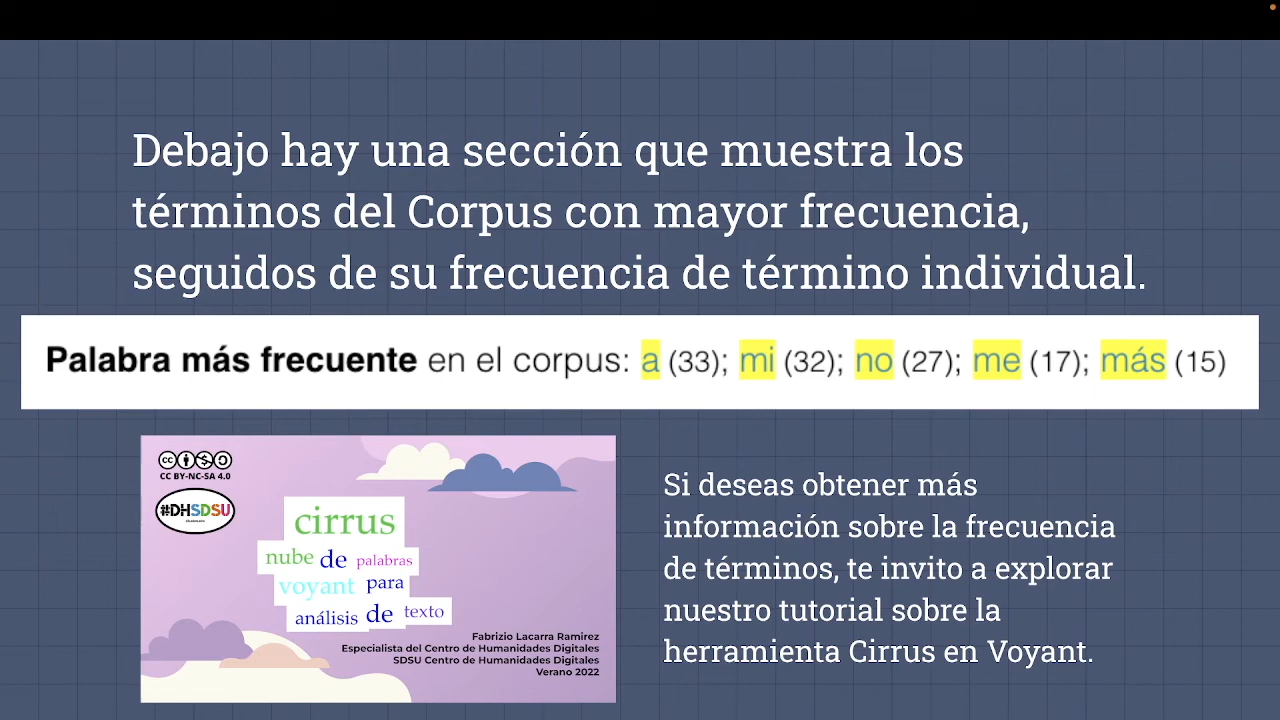 Debajo hay una sección que muestra los
términos del Corpus con mayor frecuencia,
seguidos de su frecuencia de término individual.
Palabra más frecuente en el corpus: a (33); mi (32); no (27); me (17); más (15)
CC BY-NC-SA 4.0
#DHSDSU
cirrus
nube de palabras
voyant para
análisis de texto
Fabrizio Lacarra Ramirez
Especialista del Centro de Humanidades Digitales
SDSU Centro de Humanidades Digitales
Verano 2022
Si deseas obtener más
información sobre la frecuencia
de términos, te invito a explorar
nuestro tutorial sobre la
herramienta Cirrus en Voyant.